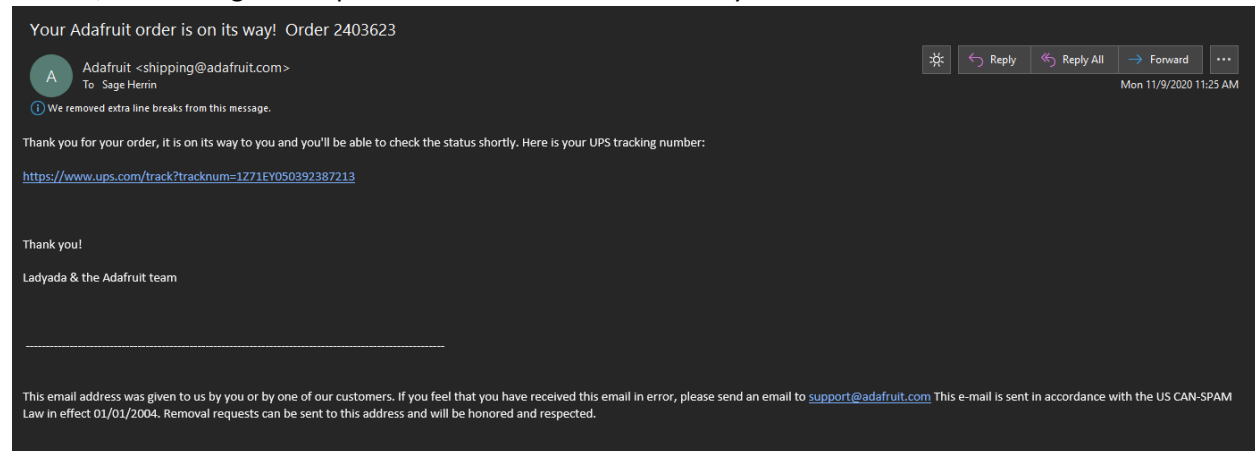 Your Adafruit order is on its way! Order 2403623
A
Adafruit <shipping@adafruit.com>
To Sage Herrin
Reply
Reply All
Forward
Mon 11/9/2020 11:25 AM
We removed extra line breaks from this message.
Thank you for your order, it is on its way to you and you'll be able to check the status shortly. Here is your UPS tracking number:
https://www.ups.com/track?tracknum=1Z71EY050392387213
Thank you!
Ladyada & the Adafruit team
--------------------------------------------------------------------------------------------------------
This email address was given to us by you or by one of our customers. If you feel that you have received this email in error, please send an email to support@adafruit.com This e-mail is sent in accordance with the US CAN-SPAM
Law in effect 01/01/2004. Removal requests can be sent to this address and will be honored and respected.